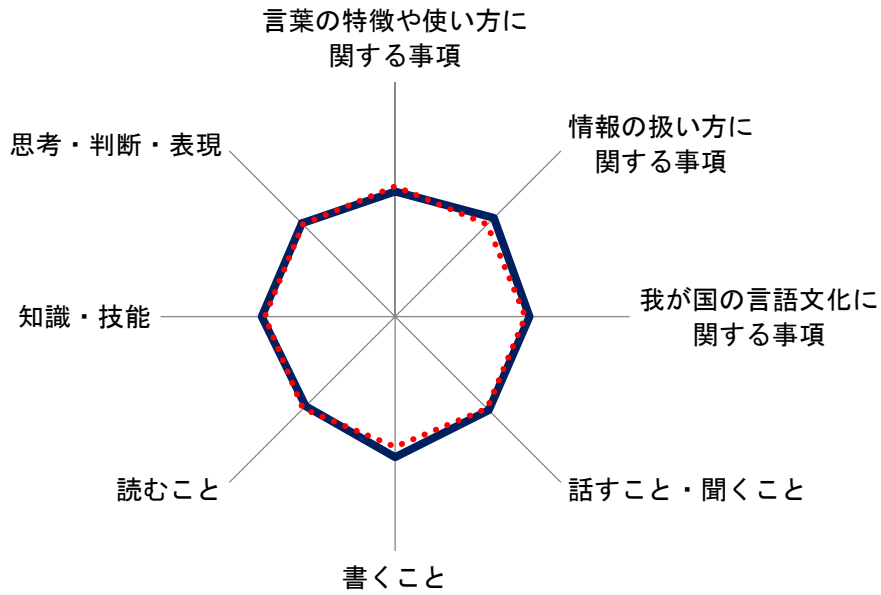 言葉の特徴や使い方に
関する事項
情報の扱い方に
関する事項
我が国の言語文化に
関する事項
話すこと・聞くこと
書くこと
読むこと
知識・技能
思考・判断・表現